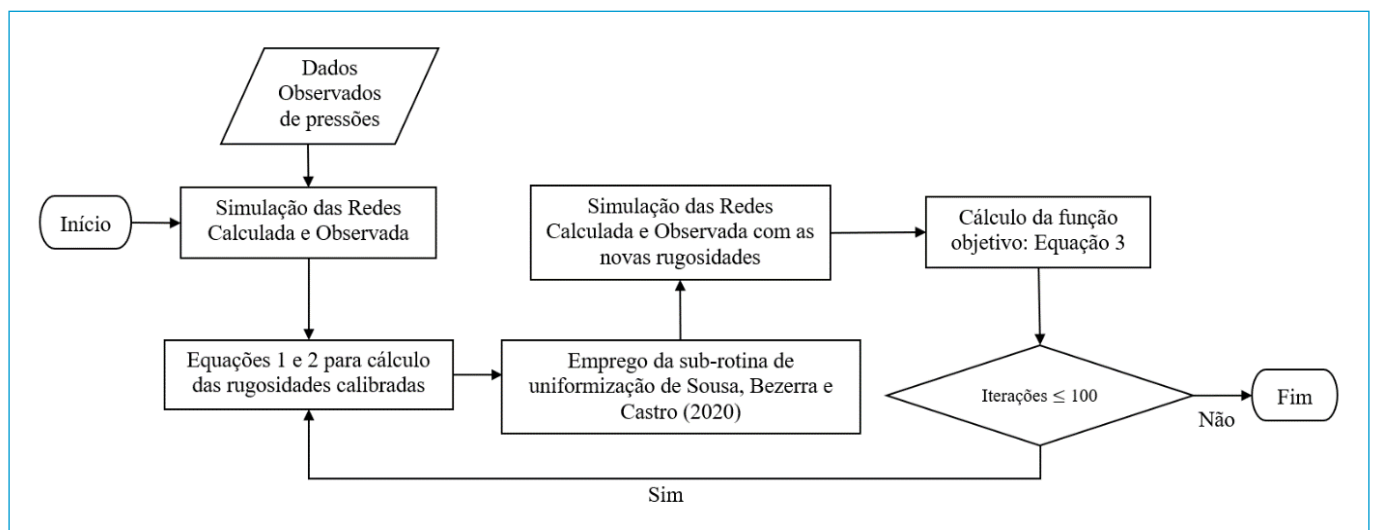 Dados
Observados
de pressões
Início
Simulação das Redes
Calculada e Observada
Equações 1 e 2 para cálculo
das rugosidades calibradas
Emprego da sub-rotina de
uniformização de Sousa, Bezerra e
Castro (2020)
Simulação das Redes
Calculada e Observada com as
novas rugosidades
Cálculo da função
objetivo: Equação 3
Iterações ≤ 100
Não
Fim
Sim